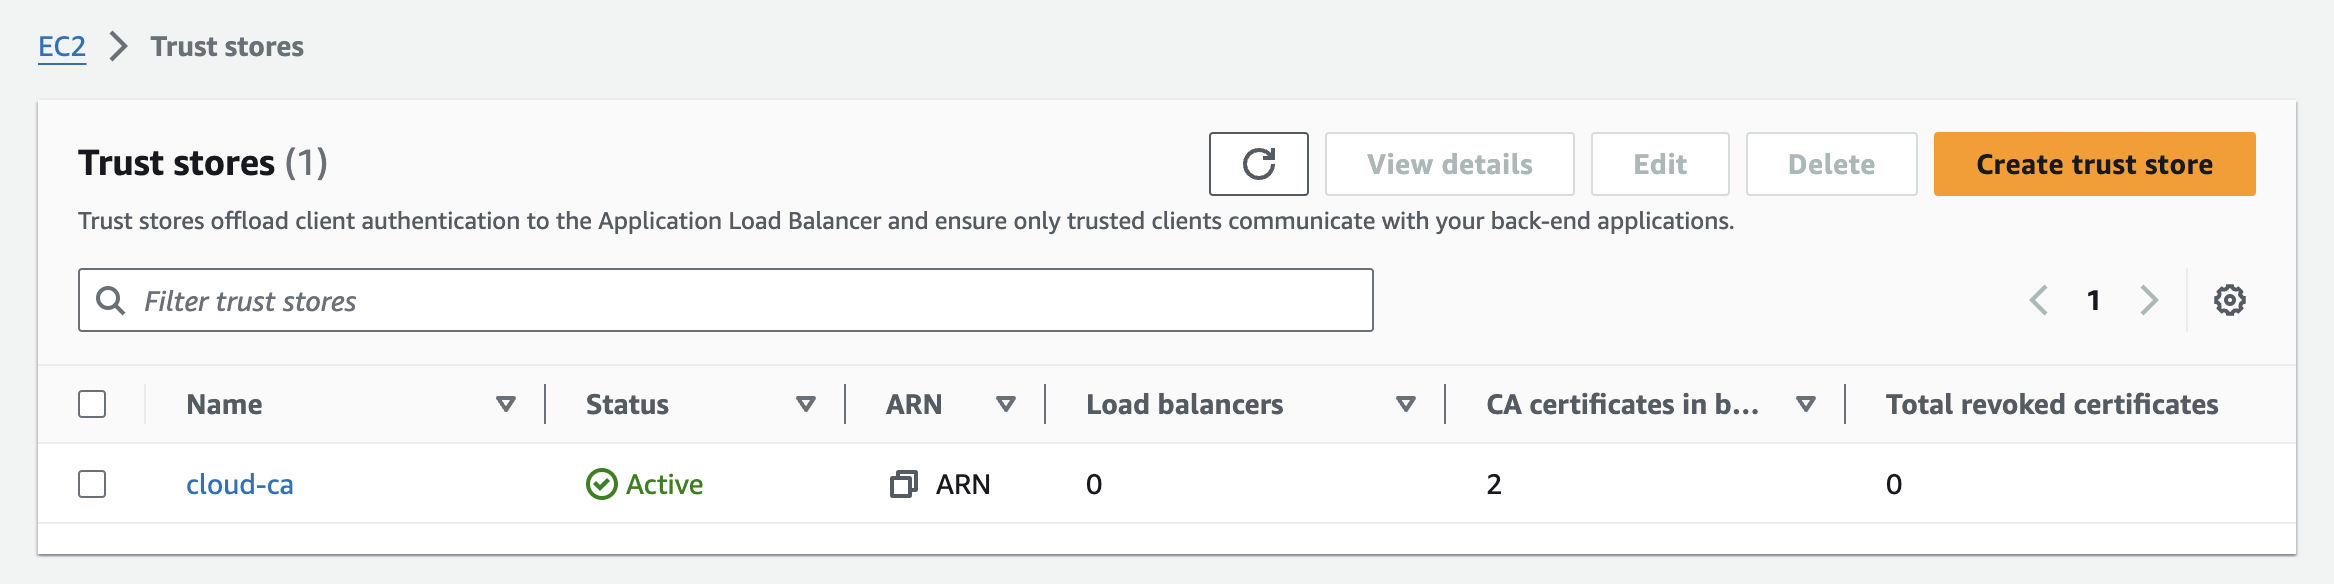 EC2 > Trust stores
Trust stores (1)
View details
Edit
Delete
Create trust store
Trust stores offload client authentication to the Application Load Balancer and ensure only trusted clients communicate with your back-end applications.
Filter trust stores
1
Name Status ARN Load balancers CA certificates in b... Total revoked certificates
cloud-ca Active ARN 0 2 0